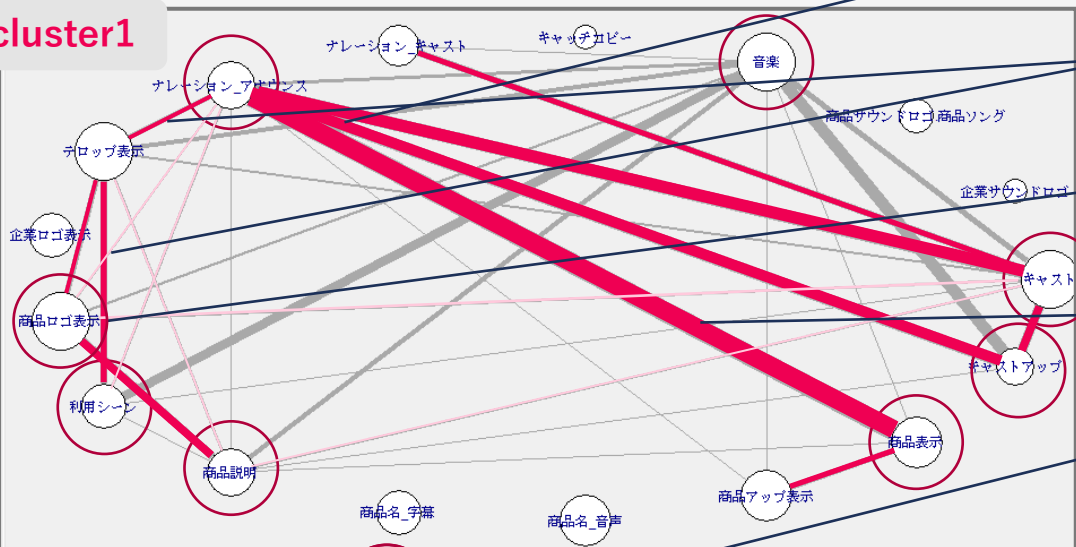 cluster1
ナレーション_キャスト
キャッチコピー
音楽
ナレーション_アナウンス
商品サウンドロゴ.商品ソング
テロップ表示
企業サウンドロゴ
企業ロゴ表示
キャスト
商品ロゴ表示
キャストアップ
利用シーン
商品表示
商品説明
商品アップ表示
商品名_字幕
商品名_音声